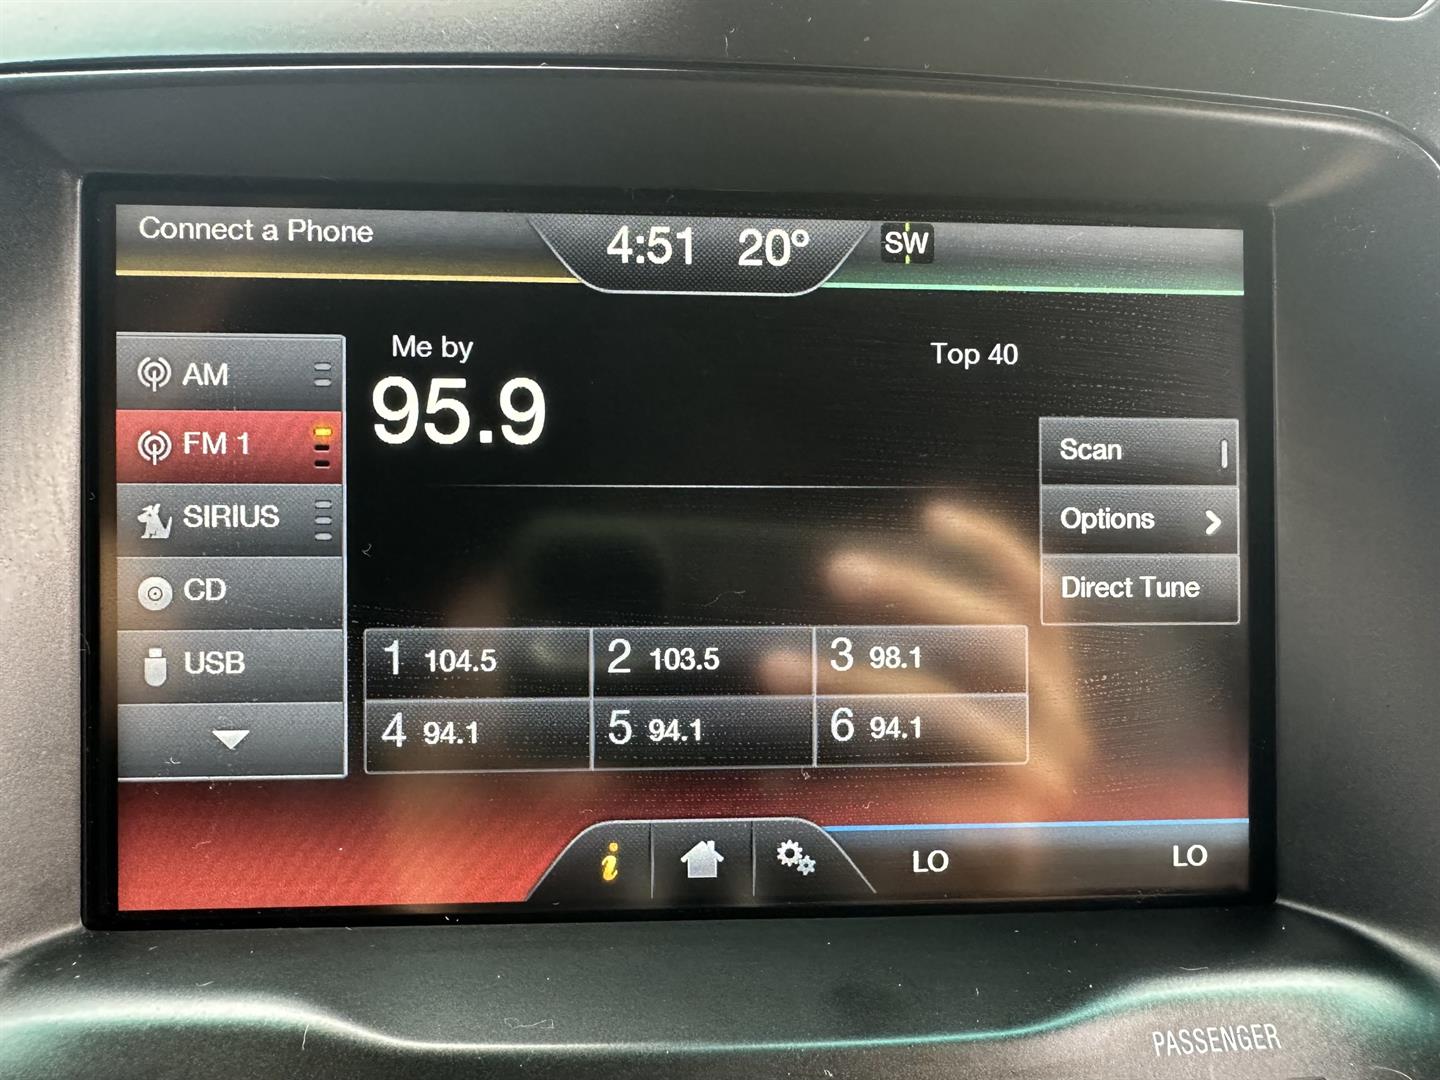 Connect a Phone
4:51 20° SW
Me by
Top 40
95.9
AM
FM 1
SIRIUS
CD
USB
Scan
Options
Direct Tune
1 104.5 2 103.5 3 98.1
4 94.1 5 94.1 6 94.1
i
LO LO
PASSENGER